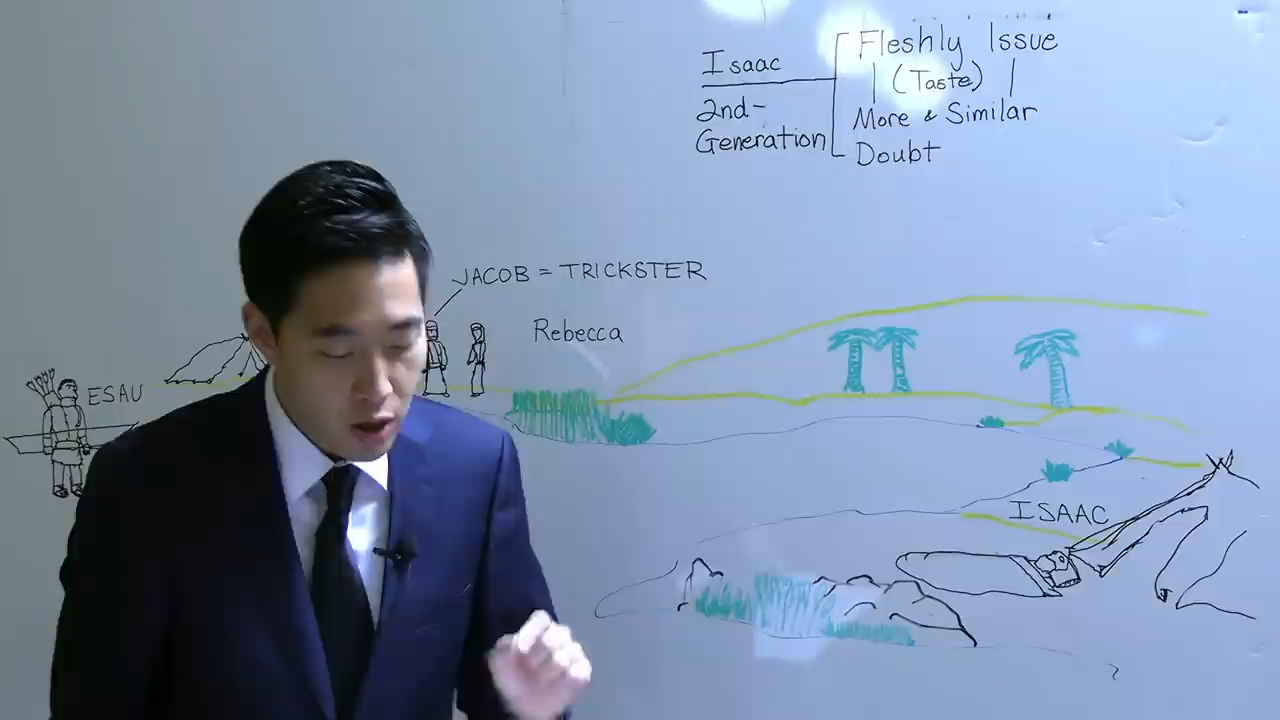 Isaac
2nd-
Generation
Fleshly Issue
(Taste)
More & Similar
Doubt
JACOB = TRICKSTER
Rebecca
ESAU
ISAAC